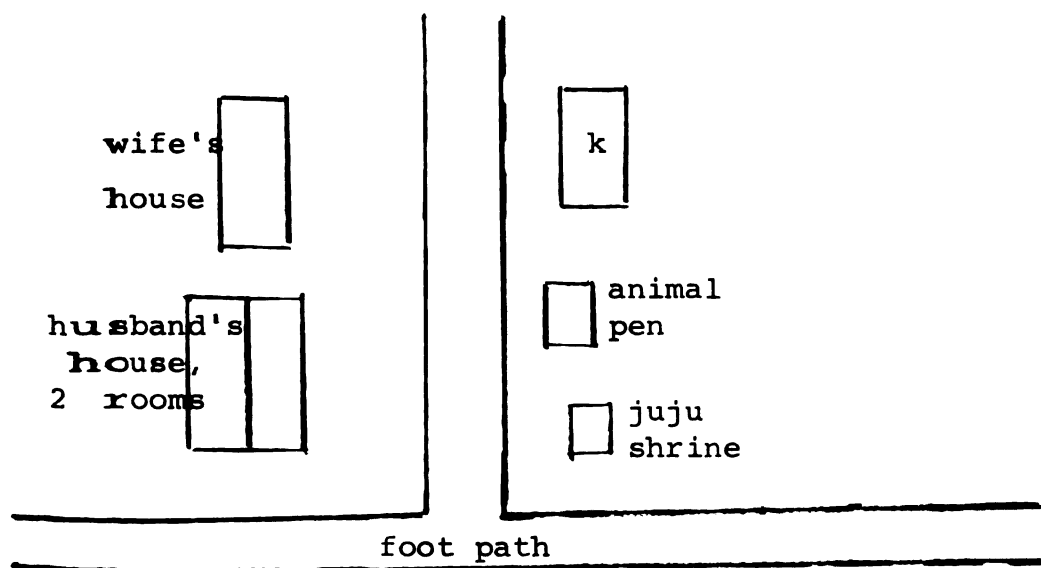 wife's
house
k
animal
pen
husband's
house,
2 rooms
juju
shrine
foot path